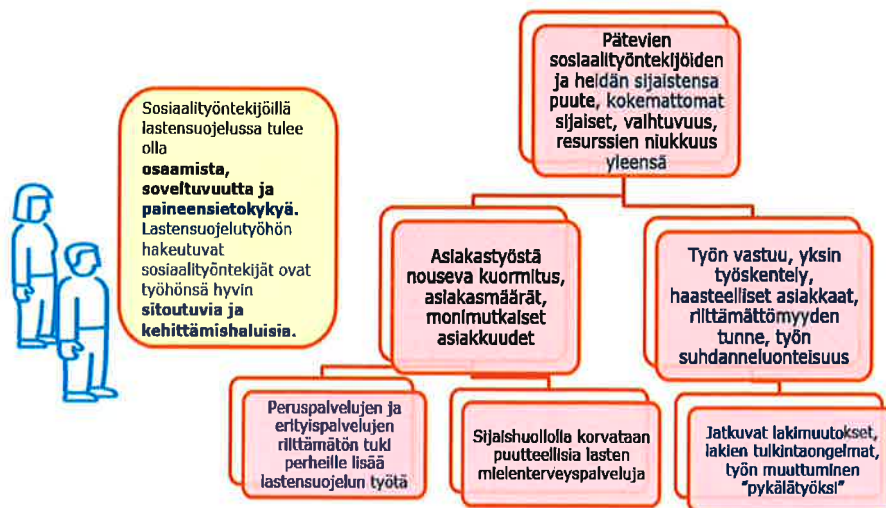 Pätevien
sosiaalityöntekijöiden
ja heidän sijaistensa
puute, kokemattomat
sijaiset, vaihtuvuus,
resurssien niukkuus
yleensä
Sosiaalityöntekijöillä
lastensuojelussa tulee
olla
osaamista,
soveltuvuutta ja
paineensietokykyä.
Lastensuojelutyöhön
hakeutuvat
sosiaalityöntekijät ovat
työhönsä hyvin
sitoutuvia ja
kehittämishaluisia.
Asiakastyöstä
nouseva kuormitus,
asiakasmäärät,
monimutkaiset
asiakkuudet
Työn vastuu, yksin
työskentely,
haasteelliset asiakkaat,
riittämättömyyden
tunne, työn
suhdanneluonteisuus
Peruspalvelujen ja
erityispalvelujen
riittämätön tuki
perheille lisää
lastensuojelun työtä
Sijaishuollolla korvataan
puutteellisia lasten
mielenterveyspalveluja
Jatkuvat lakimuutokset,
lakien tulkintaongelmat,
työn muuttuminen
"pykälätyöksi"